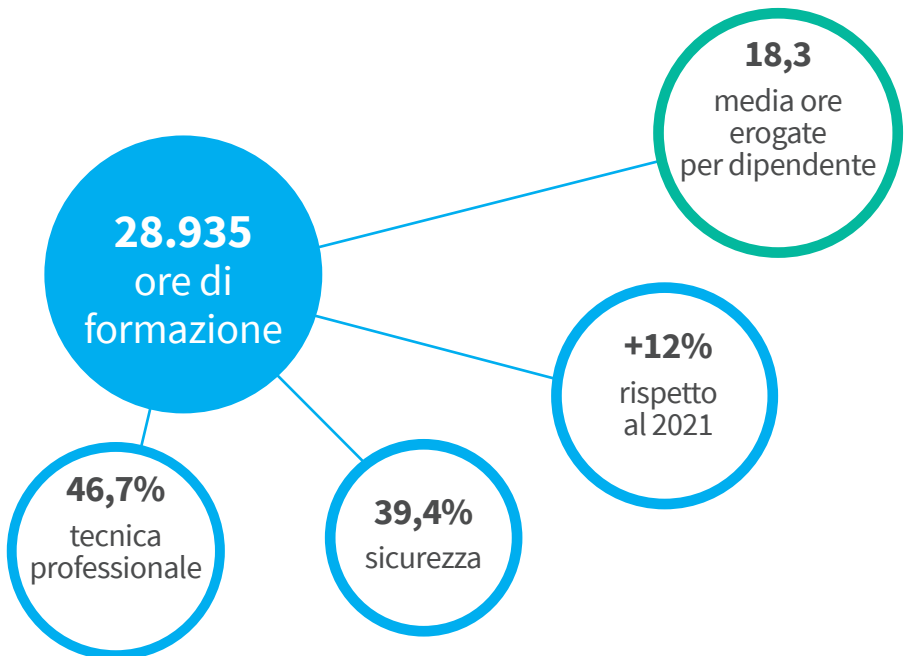 18,3
media ore
erogate
per dipendente
28.935
ore di
formazione
+12%
rispetto
al 2021
46,7%
tecnica
professionale
39,4%
sicurezza